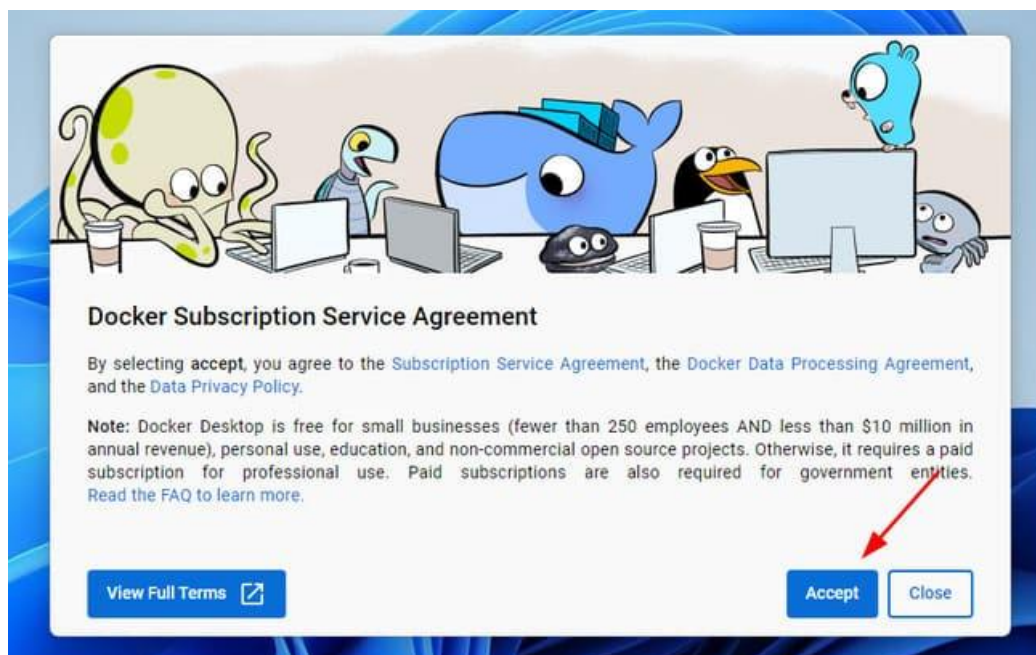 Docker Subscription Service Agreement
By selecting accept, you agree to the Subscription Service Agreement, the Docker Data Processing Agreement,
and the Data Privacy Policy.
Note: Docker Desktop is free for small businesses (fewer than 250 employees AND less than $10 million in
annual revenue), personal use, education, and non-commercial open source projects. Otherwise, it requires a paid
subscription for professional use. Paid subscriptions are also required for government entities.
Read the FAQ to learn more.
View Full Terms
Accept
Close